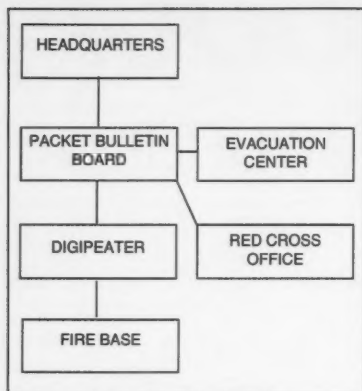 HEADQUARTERS
PACKET BULLETIN
BOARD
EVACUATION
CENTER
DIGIPEATER
RED CROSS
OFFICE
FIRE BASE